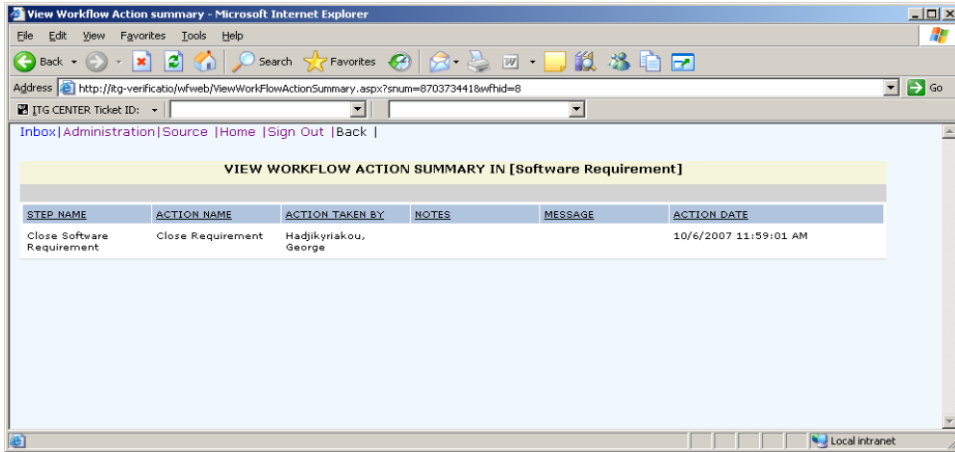 View Workflow Action summary - Microsoft Internet Explorer
File Edit View Favorites Tools Help
Back Search Favorites
Address http://itg-verificatio/wfweb/ViewWorkFlowActionSummary.aspx?snum=870373441&wfhid=8 Go
ITG CENTER Ticket ID:
Inbox|Administration|Source |Home |Sign Out |Back |
VIEW WORKFLOW ACTION SUMMARY IN [Software Requirement]
STEP NAME ACTION NAME ACTION TAKEN BY NOTES MESSAGE ACTION DATE
Close Software Close Requirement Hadjikyriakou, 10/6/2007 11:59:01 AM
Requirement George
Local intranet